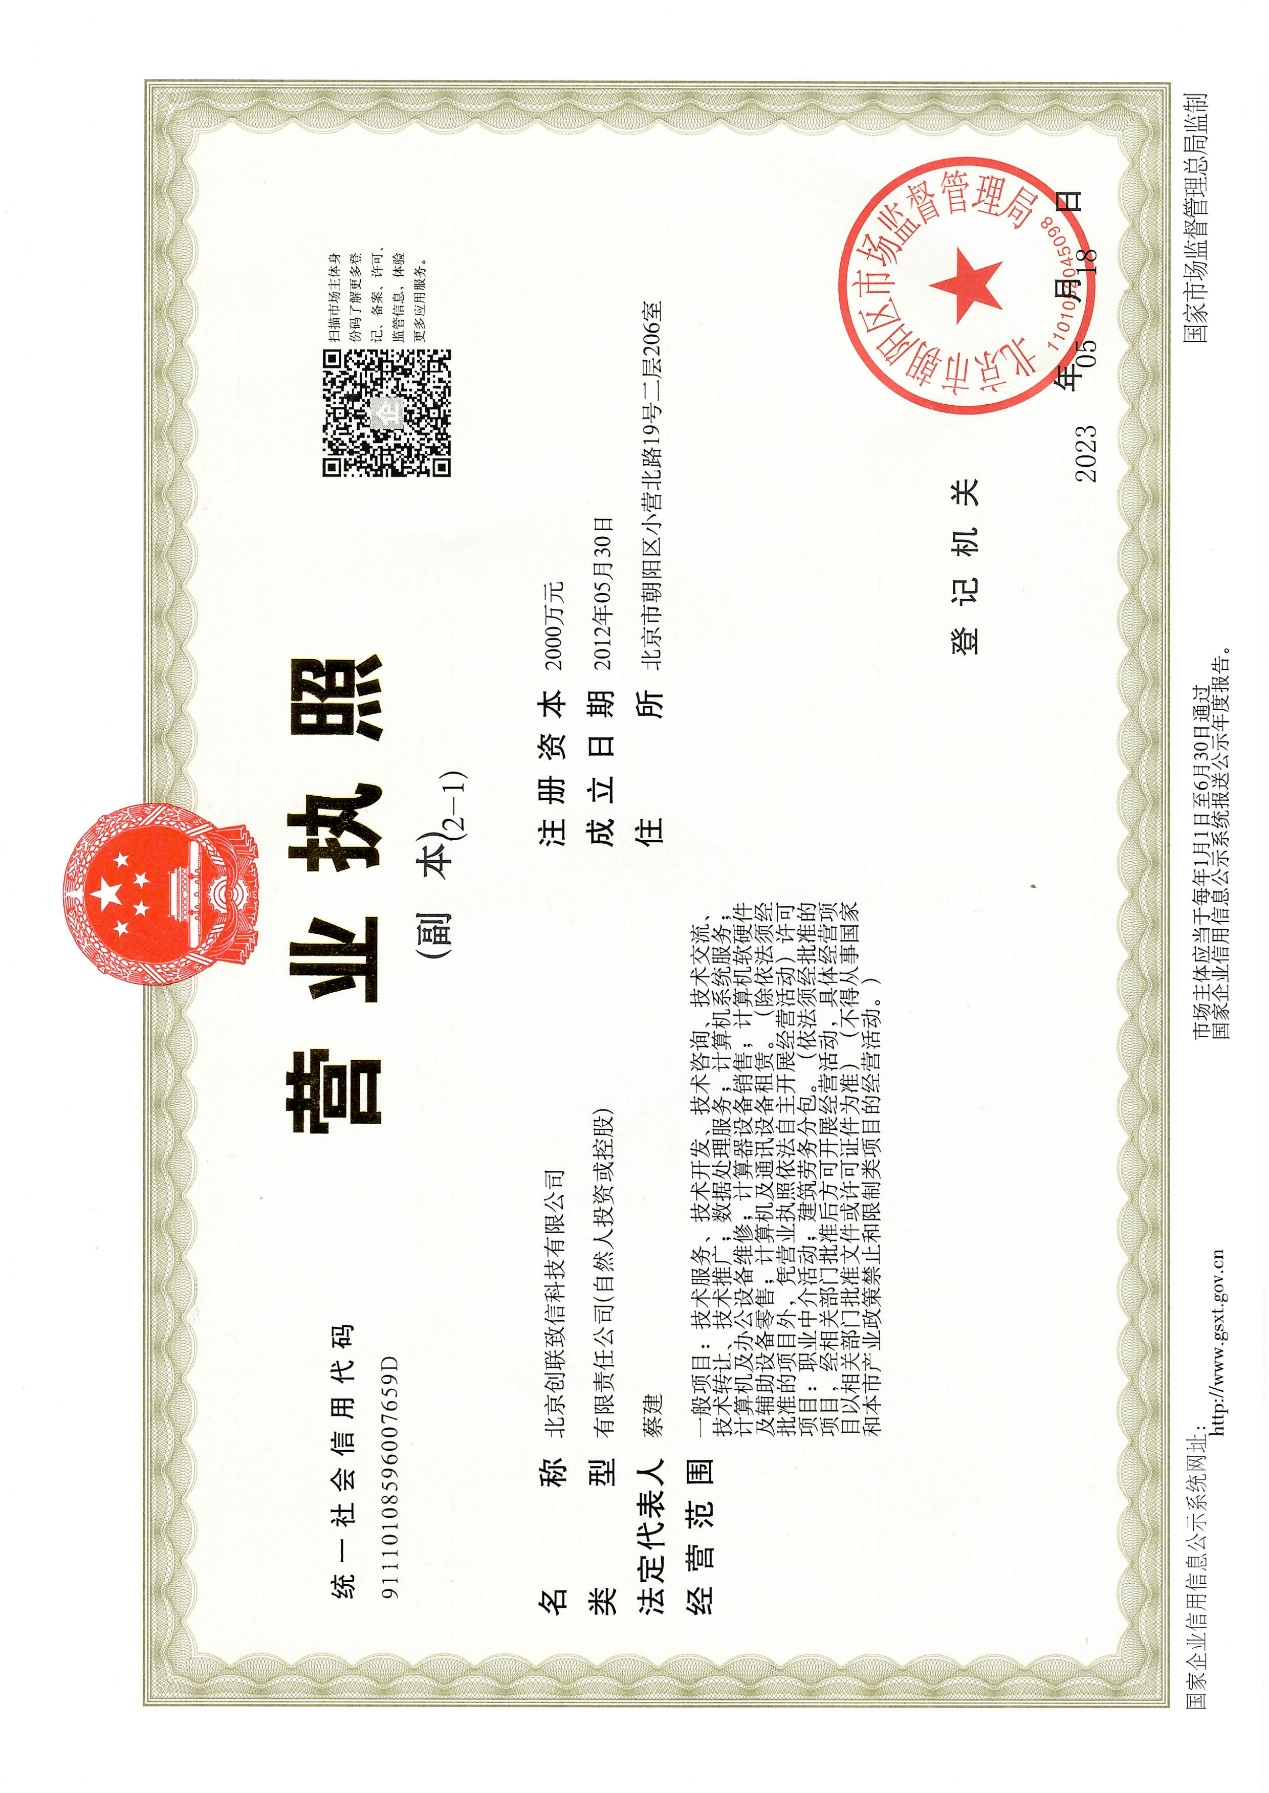 统一社会信用代码
91110108596007659D
营业执照
(副本)(2-1)
扫描市场主体身
份码了解更多登
记、备案、许可、
监管信息，体验
更多应用服务。
名称 北京创联致信科技有限公司
类型 有限责任公司(自然人投资或控股)
法定代表人 蔡建
经营范围 一般项目：技术服务、技术开发、技术咨询、技术交流、
技术转让、技术推广；数据处理服务；计算机系统服务；
计算机及办公设备维修；计算器设备销售；计算机软硬件
及辅助设备零售；计算机及通讯设备租赁。（除依法须经
批准的项目外，凭营业执照依法自主开展经营活动）许可
项目：职业中介活动；建筑劳务分包。（依法须经批准的
项目，经相关部门批准后方可开展经营活动，具体经营项
目以相关部门批准文件或许可证件为准）（不得从事国家
和本市产业政策禁止和限制类项目的经营活动。）
注册资本 2000万元
成立日期 2012年05月30日
住所 北京市朝阳区小营北路19号二层206室
登记机关
北京市朝阳区市场监督管理局
2023年05月18日
国家企业信用信息公示系统网址：
http://www.gsxt.gov.cn
市场主体应当于每年1月1日至6月30日通过
国家企业信用信息公示系统报送公示年度报告。
国家市场监督管理总局监制